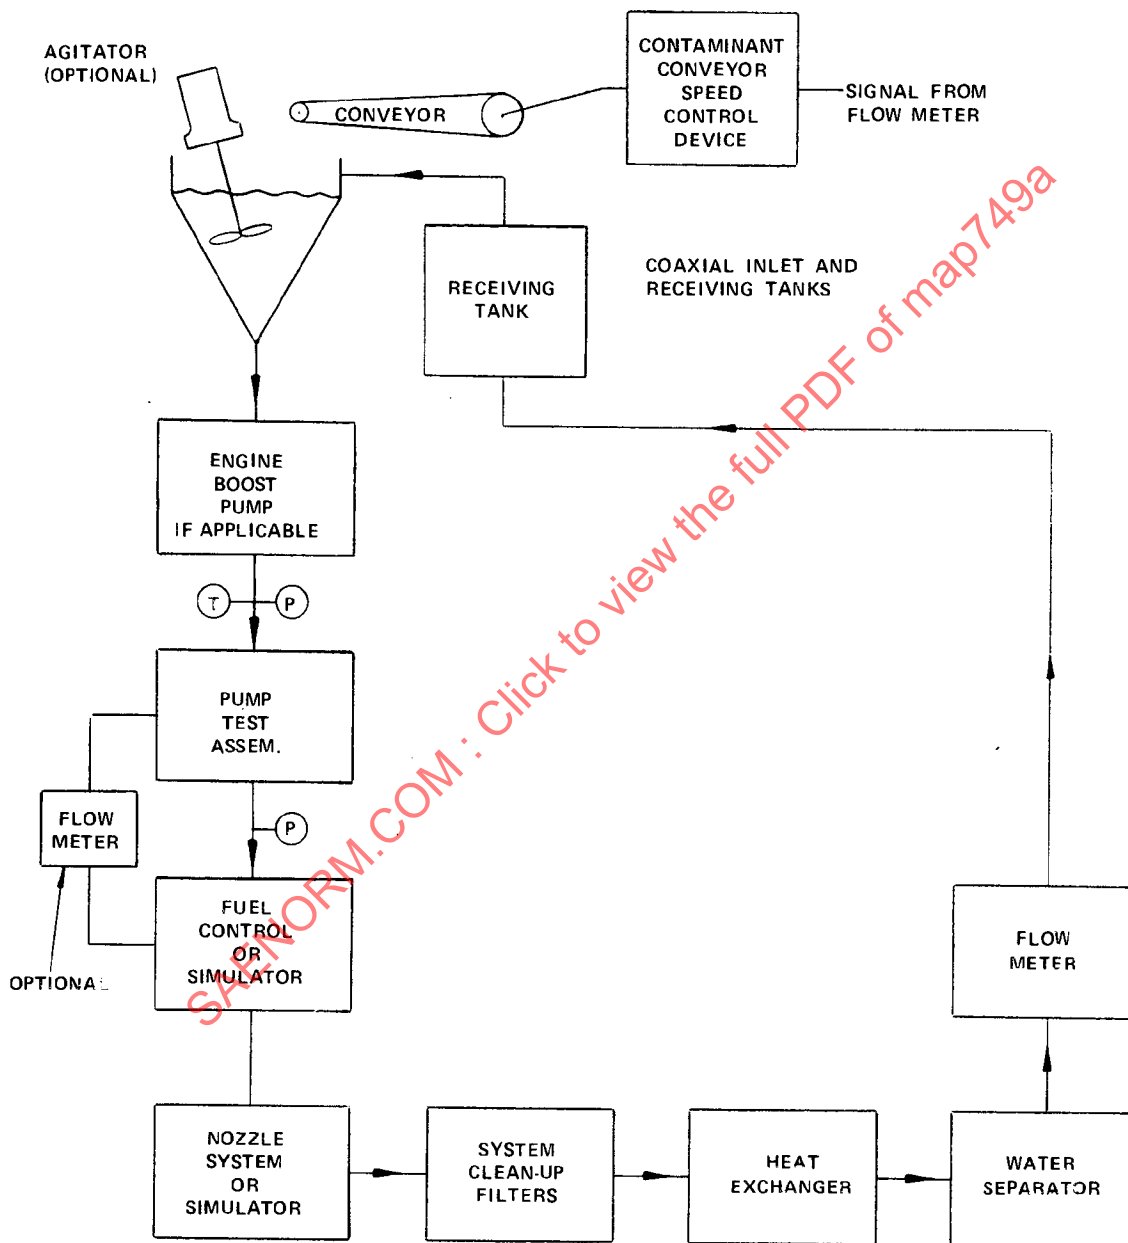 AGITATOR
(OPTIONAL)
CONVEYOR
CONTAMINANT
CONVEYOR
SPEED
CONTROL
DEVICE
SIGNAL FROM
FLOW METER
RECEIVING
TANK
COAXIAL INLET AND
RECEIVING TANKS
ENGINE
BOOST
PUMP
IF APPLICABLE
T
P
PUMP
TEST
ASSEM.
FLOW
METER
P
OPTIONAL
FUEL
CONTROL
OR
SIMULATOR
FLOW
METER
NOZZLE
SYSTEM
OR
SIMULATOR
SYSTEM
CLEAN-UP
FILTERS
HEAT
EXCHANGER
WATER
SEPARATOR
SAENORM.COM : Click to view the full PDF of map749a